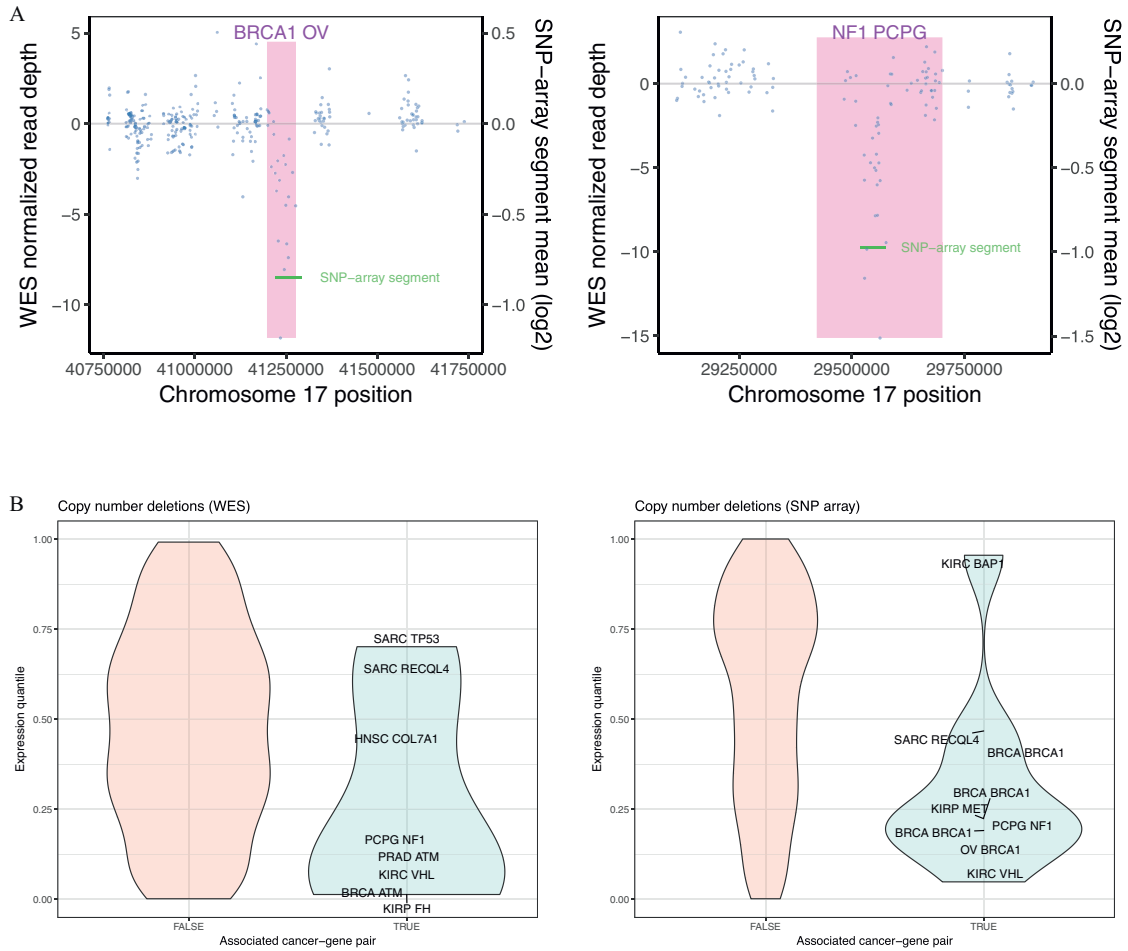 A
BRCA1 OV
5
0
−5
−10
0.5
0.0
−0.5
−1.0
WES normalized read depth
SNP−array segment mean (log2)
SNP−array segment
40750000 41000000 41250000 41500000 41750000
Chromosome 17 position
NF1 PCPG
0
−5
−10
−15
0.0
−0.5
−1.0
−1.5
WES normalized read depth
SNP−array segment mean (log2)
SNP−array segment
29250000 29500000 29750000
Chromosome 17 position
B
Copy number deletions (WES)
1.00
0.75
0.50
0.25
0.00
Expression quantile
SARC TP53
SARC RECQL4
HNSC COL7A1
PCPG NF1
PRAD ATM
KIRC VHL
BRCA ATM
KIRP FH
FALSE TRUE
Associated cancer−gene pair
Copy number deletions (SNP array)
1.00
0.75
0.50
0.25
0.00
Expression quantile
KIRC BAP1
SARC RECQL4
BRCA BRCA1
BRCA BRCA1
KIRP MET
BRCA BRCA1
PCPG NF1
OV BRCA1
KIRC VHL
FALSE TRUE
Associated cancer−gene pair